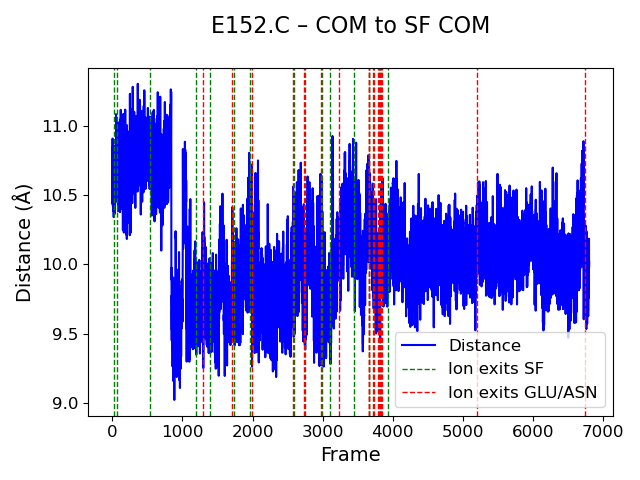 E152.C – COM to SF COM
Distance (Å)
11.0
10.5
10.0
9.5
9.0
Distance
Ion exits SF
Ion exits GLU/ASN
0 1000 2000 3000 4000 5000 6000 7000
Frame